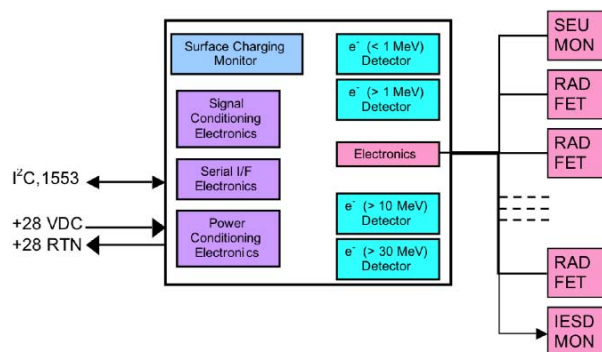 Surface Charging
Monitor
Signal
Conditioning
Electronics
Serial I/F
Electronics
Power
Conditioning
Electronics
e⁻ (< 1 MeV)
Detector
e⁻ (> 1 MeV)
Detector
Electronics
e⁻ (> 10 MeV)
Detector
e⁻ (> 30 MeV)
Detector
I²C,1553
+28 VDC
+28 RTN
SEU
MON
RAD
FET
RAD
FET
RAD
FET
IESD
MON